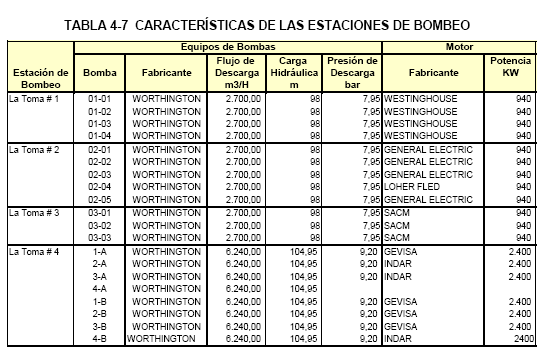 TABLA 4-7 CARACTERÍSTICAS DE LAS ESTACIONES DE BOMBEO
Equipos de Bombas Motor
Estación de Bombeo Bomba Fabricante Flujo de Descarga m3/H Carga Hidráulica m Presión de Descarga bar Fabricante Potencia KW
La Toma # 1 01-01 WORTHINGTON 2.700,00 98 7,95 WESTINGHOUSE 940
01-02 WORTHINGTON 2.700,00 98 7,95 WESTINGHOUSE 940
01-03 WORTHINGTON 2.700,00 98 7,95 WESTINGHOUSE 940
01-04 WORTHINGTON 2.700,00 98 7,95 WESTINGHOUSE 940
La Toma # 2 02-01 WORTHINGTON 2.700,00 98 7,95 GENERAL ELECTRIC 940
02-02 WORTHINGTON 2.700,00 98 7,95 GENERAL ELECTRIC 940
02-03 WORTHINGTON 2.700,00 98 7,95 GENERAL ELECTRIC 940
02-04 WORTHINGTON 2.700,00 98 7,95 LOHER FLED 940
02-05 WORTHINGTON 2.700,00 98 7,95 GENERAL ELECTRIC 940
La Toma # 3 03-01 WORTHINGTON 2.700,00 98 7,95 SACM 940
03-02 WORTHINGTON 2.700,00 98 7,95 SACM 940
03-03 WORTHINGTON 2.700,00 98 7,95 SACM 940
La Toma # 4 1-A WORTHINGTON 6.240,00 104,95 9,20 GEVISA 2.400
2-A WORTHINGTON 6.240,00 104,95 9,20 INDAR 2.400
3-A WORTHINGTON 6.240,00 104,95 9,20 INDAR 2.400
4-A WORTHINGTON 6.240,00 104,95
1-B WORTHINGTON 6.240,00 104,95 9,20 GEVISA 2.400
2-B WORTHINGTON 6.240,00 104,95 9,20 GEVISA 2.400
3-B WORTHINGTON 6.240,00 104,95 9,20 GEVISA 2.400
4-B WORTHINGTON 6.240,00 104,95 9,20 INDAR 2400